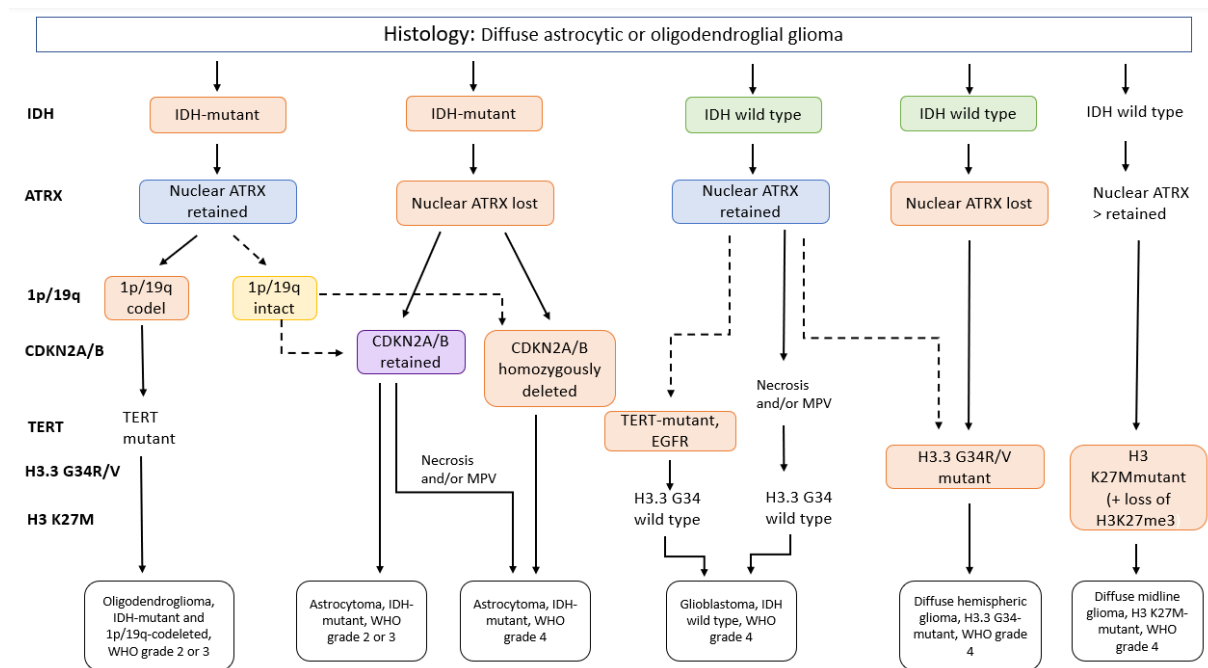 Histology: Diffuse astrocytic or oligodendroglial glioma
IDH
IDH-mutant
IDH-mutant
IDH wild type
IDH wild type
IDH wild type
ATRX
Nuclear ATRX
retained
Nuclear ATRX lost
Nuclear ATRX
retained
Nuclear ATRX lost
Nuclear ATRX
> retained
1p/19q
1p/19q
codel
1p/19q
intact
CDKN2A/B
CDKN2A/B
retained
CDKN2A/B
homozygously
deleted
Necrosis
and/or MPV
TERT
TERT
mutant
TERT-mutant,
EGFR
H3.3 G34R/V
Necrosis
and/or MPV
H3.3 G34R/V
mutant
H3
K27Mmutant
(+ loss of
H3K27me3)
H3 K27M
H3.3 G34
wild type
H3.3 G34
wild type
Oligodendroglioma,
IDH-mutant and
1p/19q-codeleted,
WHO grade 2 or 3
Astrocytoma, IDH-
mutant, WHO
grade 2 or 3
Astrocytoma, IDH-
mutant, WHO
grade 4
Glioblastoma, IDH
wild type, WHO
grade 4
Diffuse hemispheric
glioma, H3.3 G34-
mutant, WHO grade
4
Diffuse midline
glioma, H3 K27M-
mutant, WHO
grade 4